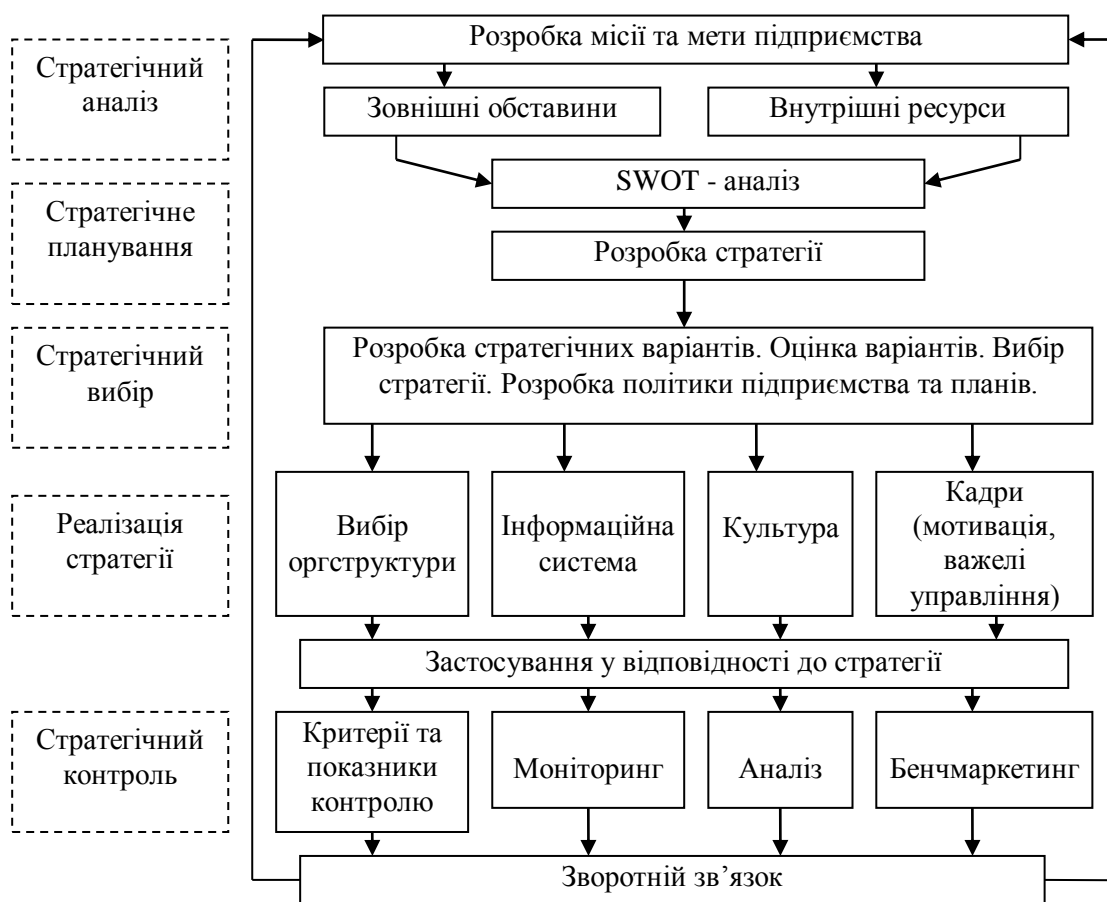 Розробка місії та мети підприємства
Стратегічний
аналіз
Зовнішні обставини
Внутрішні ресурси
SWOT - аналіз
Стратегічне
планування
Розробка стратегії
Стратегічний
вибір
Розробка стратегічних варіантів. Оцінка варіантів. Вибір
стратегії. Розробка політики підприємства та планів.
Реалізація
стратегії
Вибір
оргструктури
Інформаційна
система
Культура
Кадри
(мотивація,
важелі
управління)
Застосування у відповідності до стратегії
Стратегічний
контроль
Критерії та
показники
контролю
Моніторинг
Аналіз
Бенчмаркетинг
Зворотній зв’язок